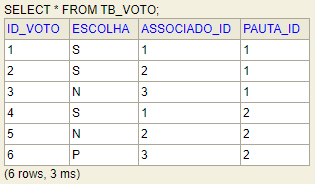 SELECT * FROM TB_VOTO;
ID_VOTO ESCOLHA ASSOCIADO_ID PAUTA_ID
1 S 1 1
2 S 2 1
3 N 3 1
4 S 1 2
5 N 2 2
6 P 3 2
(6 rows, 3 ms)